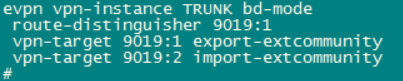 evpn vpn-instance TRUNK bd-mode
 route-distinguisher 9019:1
 vpn-target 9019:1 export-extcommunity
 vpn-target 9019:2 import-extcommunity
#